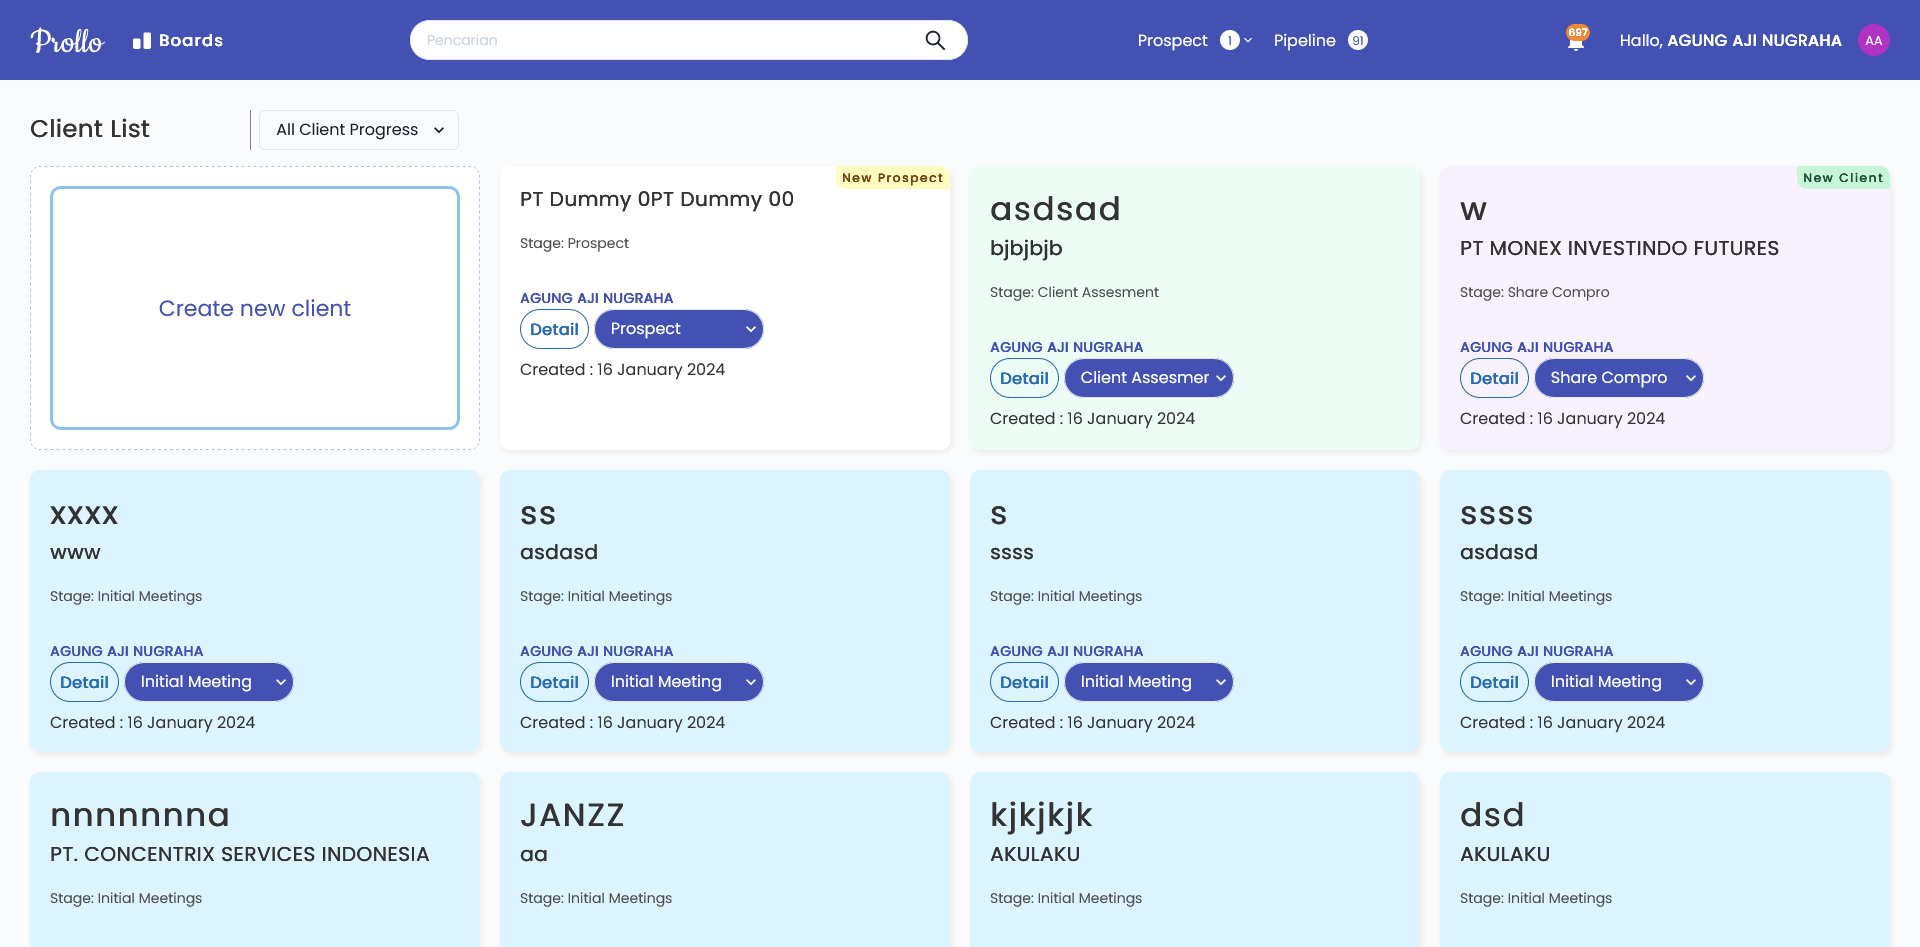 Prollo
Boards
Pencarian
Prospect 1
Pipeline 91
697
Hallo, AGUNG AJI NUGRAHA
AA
Client List
All Client Progress
Create new client
New Prospect
PT Dummy 0PT Dummy 00
Stage: Prospect
AGUNG AJI NUGRAHA
Detail
Prospect
Created : 16 January 2024
asdsad
bjbjbjb
Stage: Client Assesment
AGUNG AJI NUGRAHA
Detail
Client Assesmer
Created : 16 January 2024
New Client
w
PT MONEX INVESTINDO FUTURES
Stage: Share Compro
AGUNG AJI NUGRAHA
Detail
Share Compro
Created : 16 January 2024
xxxx
www
Stage: Initial Meetings
AGUNG AJI NUGRAHA
Detail
Initial Meeting
Created : 16 January 2024
ss
asdasd
Stage: Initial Meetings
AGUNG AJI NUGRAHA
Detail
Initial Meeting
Created : 16 January 2024
s
ssss
Stage: Initial Meetings
AGUNG AJI NUGRAHA
Detail
Initial Meeting
Created : 16 January 2024
ssss
asdasd
Stage: Initial Meetings
AGUNG AJI NUGRAHA
Detail
Initial Meeting
Created : 16 January 2024
nnnnnnna
PT. CONCENTRIX SERVICES INDONESIA
Stage: Initial Meetings
JANZZ
aa
Stage: Initial Meetings
kjkjkjk
AKULAKU
Stage: Initial Meetings
dsd
AKULAKU
Stage: Initial Meetings